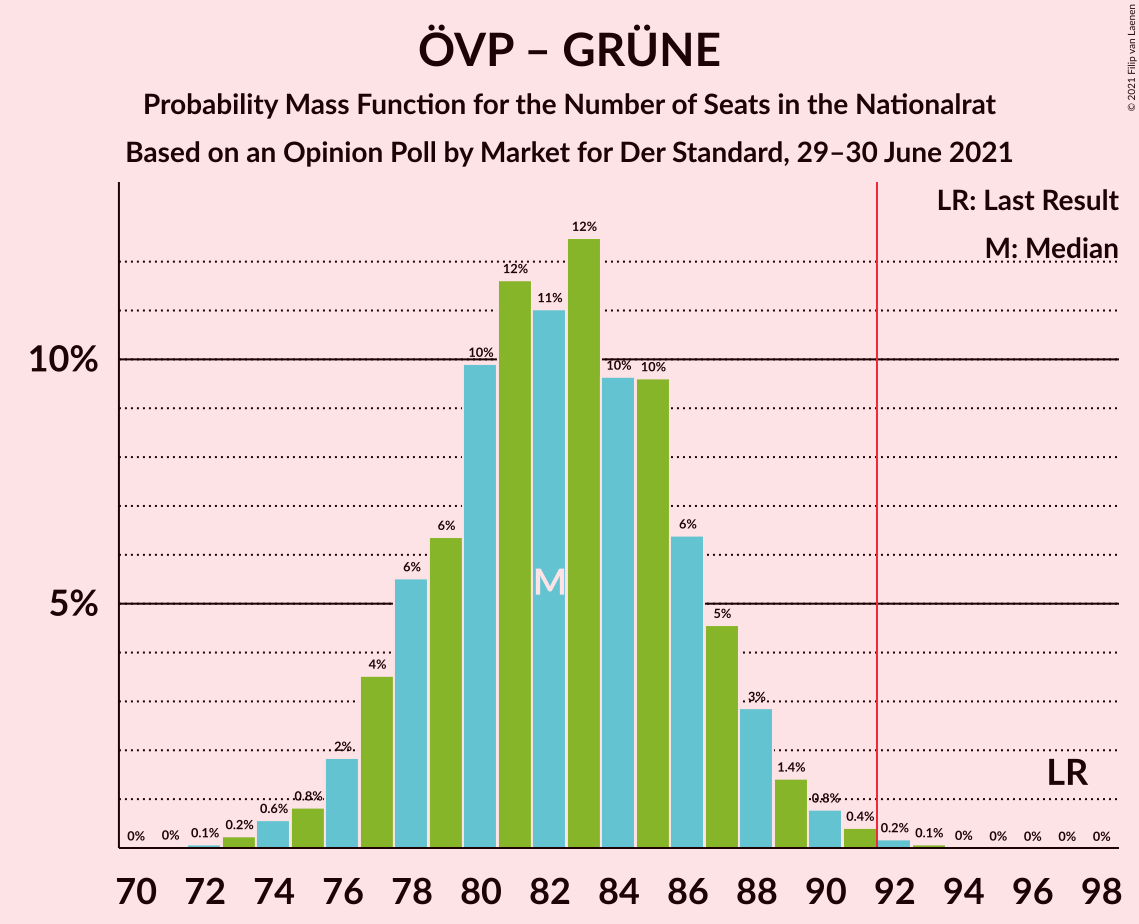 ÖVP – GRÜNE
Probability Mass Function for the Number of Seats in the Nationalrat
Based on an Opinion Poll by Market for Der Standard, 29–30 June 2021
© 2021 Filip van Laenen
LR: Last Result
M: Median
10%
5%
0% 0% 0.1% 0.2% 0.6% 0.8% 2% 4% 6% 6% 10% 12% 11% 12% 10% 10% 6% 5% 3% 1.4% 0.8% 0.4% 0.2% 0.1% 0% 0% 0% 0% 0%
M
LR
70 72 74 76 78 80 82 84 86 88 90 92 94 96 98